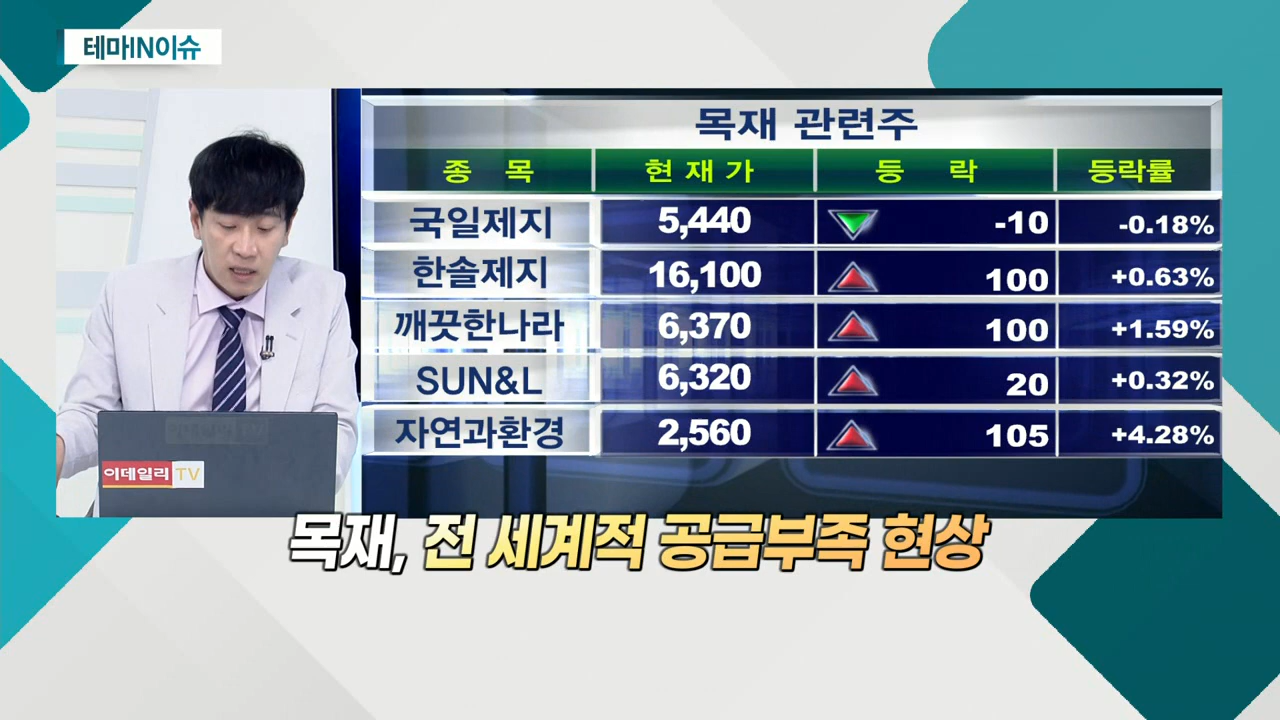 테마IN이슈
목재 관련주
종 목 현 재 가 등 락 등락률
국일제지 5,440 -10 -0.18%
한솔제지 16,100 100 +0.63%
깨끗한나라 6,370 100 +1.59%
SUN&L 6,320 20 +0.32%
자연과환경 2,560 105 +4.28%
이데일리 TV
목재, 전 세계적 공급부족 현상